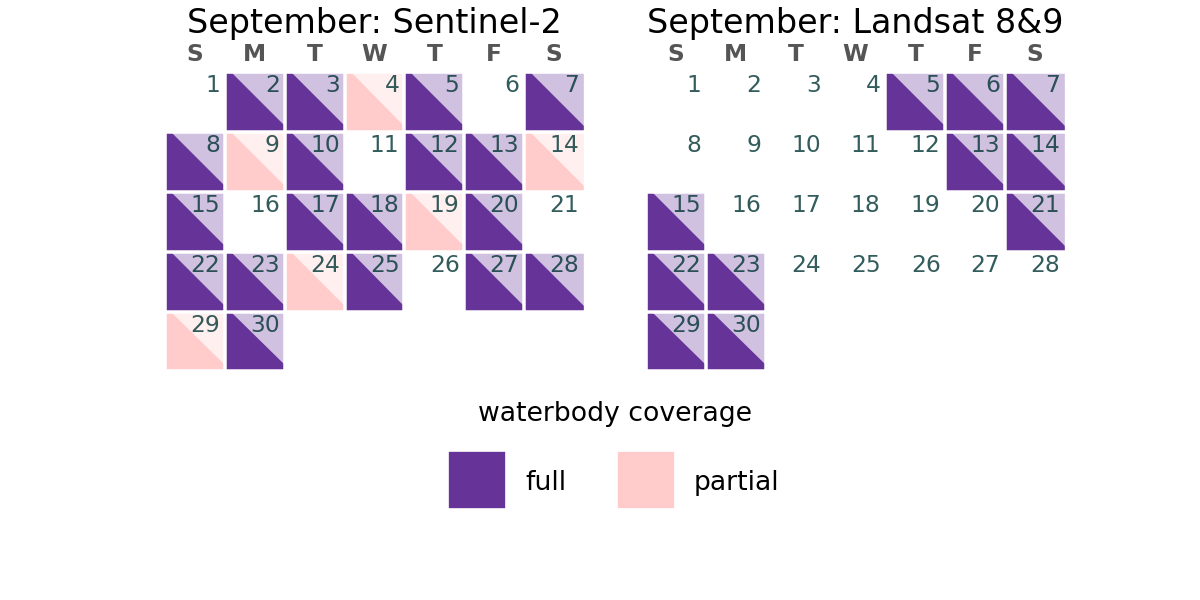 September: Sentinel-2
S M T W T F S
1 2 3 4 5 6 7
8 9 10 11 12 13 14
15 16 17 18 19 20 21
22 23 24 25 26 27 28
29 30
September: Landsat 8&9
S M T W T F S
1 2 3 4 5 6 7
8 9 10 11 12 13 14
15 16 17 18 19 20 21
22 23 24 25 26 27 28
29 30
waterbody coverage
full partial